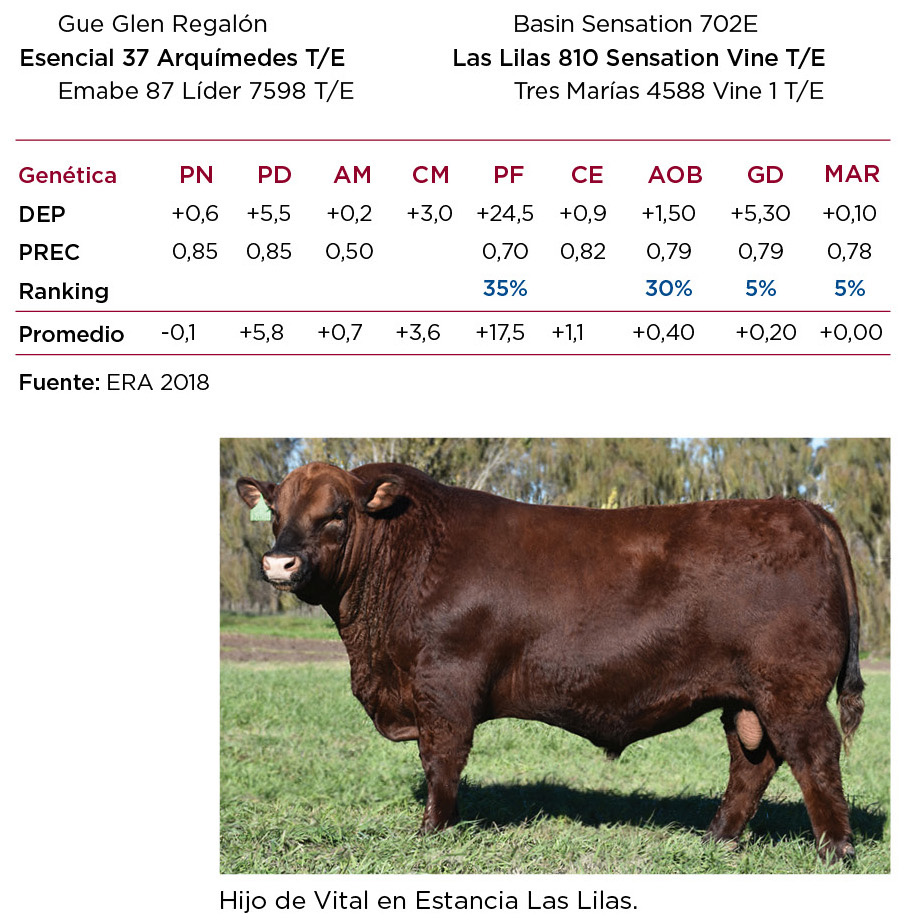 Gue Glen Regalón Basin Sensation 702E
Esencial 37 Arquímedes T/E Las Lilas 810 Sensation Vine T/E
Emabe 87 Líder 7598 T/E Tres Marías 4588 Vine 1 T/E
Genética PN PD AM CM PF CE AOB GD MAR
DEP +0,6 +5,5 +0,2 +3,0 +24,5 +0,9 +1,50 +5,30 +0,10
PREC 0,85 0,85 0,50 0,70 0,82 0,79 0,79 0,78
Ranking 35% 30% 5% 5%
Promedio -0,1 +5,8 +0,7 +3,6 +17,5 +1,1 +0,40 +0,20 +0,00
Fuente: ERA 2018
Hijo de Vital en Estancia Las Lilas.